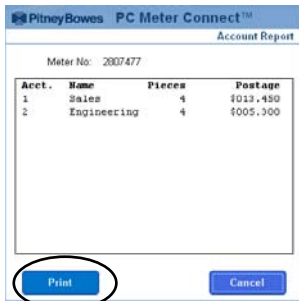 PitneyBowes PC Meter Connect™
Account Report
Meter No: 2807477
Acct. Name Pieces Postage
1 Sales 4 $013.450
2 Engineering 4 $005.300
Print Cancel